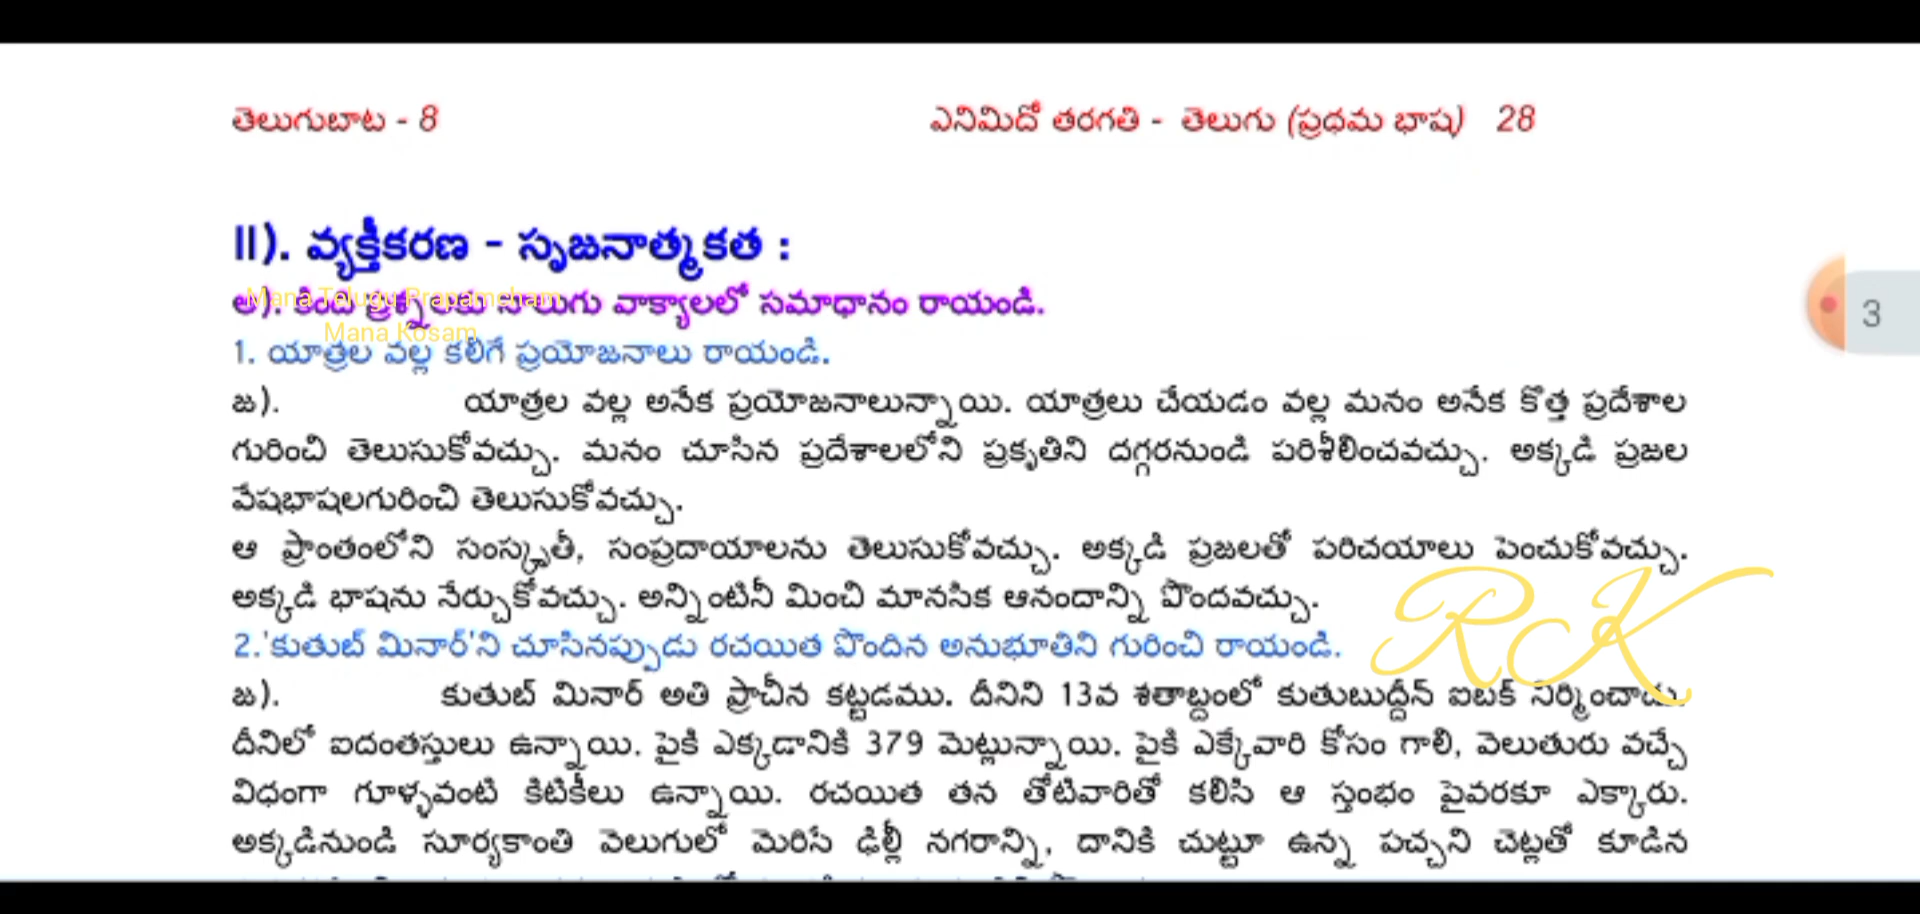 తెలుగుబాట - 8 ఎనిమిదో తరగతి - తెలుగు (ప్రథమ భాష) 28
II). వ్యక్తీకరణ - సృజనాత్మకత :
అ). కింది ప్రశ్నలకు నాలుగు వాక్యాలలో సమాధానం రాయండి.
Mana Telugu Prapamcham
Mana Kosam
3
1. యాత్రల వల్ల కలిగే ప్రయోజనాలు రాయండి.
జ). యాత్రల వల్ల అనేక ప్రయోజనాలున్నాయి. యాత్రలు చేయడం వల్ల మనం అనేక కొత్త ప్రదేశాల
గురించి తెలుసుకోవచ్చు. మనం చూసిన ప్రదేశాలలోని ప్రకృతిని దగ్గరనుండి పరిశీలించవచ్చు. అక్కడి ప్రజల
వేషభాషలగురించి తెలుసుకోవచ్చు.
ఆ ప్రాంతంలోని సంస్కృతీ, సంప్రదాయాలను తెలుసుకోవచ్చు. అక్కడి ప్రజలతో పరిచయాలు పెంచుకోవచ్చు.
అక్కడి భాషను నేర్చుకోవచ్చు. అన్నింటినీ మించి మానసిక ఆనందాన్ని పొందవచ్చు.
RK
2.'కుతుబ్ మినార్'ని చూసినప్పుడు రచయిత పొందిన అనుభూతిని గురించి రాయండి.
జ). కుతుబ్ మినార్ అతి ప్రాచీన కట్టడము. దీనిని 13వ శతాబ్దంలో కుతుబుద్దీన్ ఐబక్ నిర్మించాడు.
దీనిలో ఐదంతస్తులు ఉన్నాయి. పైకి ఎక్కడానికి 379 మెట్లున్నాయి. పైకి ఎక్కేవారి కోసం గాలి, వెలుతురు వచ్చే
విధంగా గూళ్ళవంటి కిటికీలు ఉన్నాయి. రచయిత తన తోటివారితో కలిసి ఆ స్తంభం పైవరకూ ఎక్కారు.
అక్కడినుండి సూర్యకాంతి వెలుగులో మెరిసే ఢిల్లీ నగరాన్ని, దానికి చుట్టూ ఉన్న పచ్చని చెట్లతో కూడిన